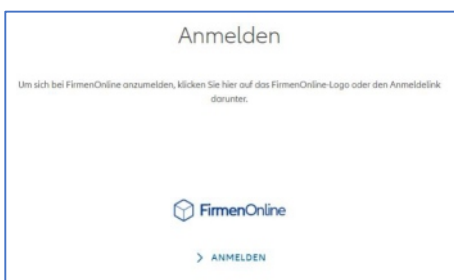 Anmelden
Um sich bei FirmenOnline anzumelden, klicken Sie hier auf das FirmenOnline-Logo oder den Anmeldelink
darunter.
FirmenOnline
> ANMELDEN